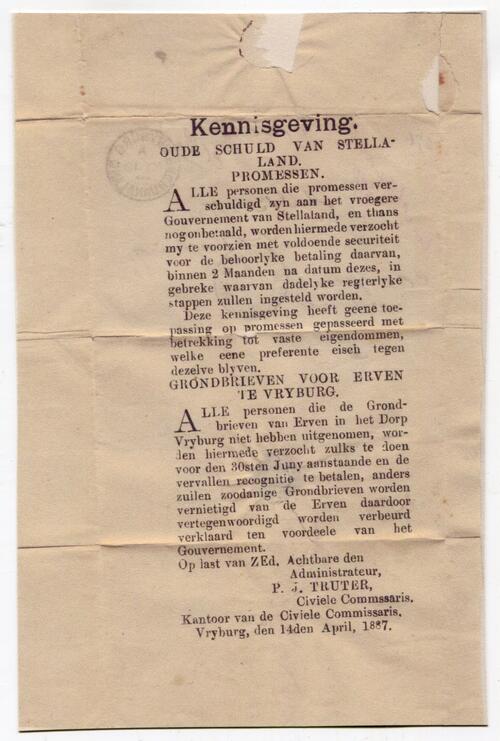 Kennisgeving.
OUDE SCHULD VAN STELLA-
LAND.
PROMESSEN.
ALLE personen die promessen ver-
schuldigd zyn aan het vroegere
Gouvernement van Stellaland, en thans
nog onbetaald, worden hiermede verzocht
my te voorzien met voldoende securiteit
voor de behoorlyke betaling daarvan,
binnen 2 Maanden na datum dezes, in
gebreke waarvan dadelyke regterlyke
stappen zullen ingesteld worden.
Deze kennisgeving heeft geene toe-
passing op promessen gepasseerd met
betrekking tot vaste eigendommen,
welke eene preferente eisch tegen
dezelve blyven.
GRONDBRIEVEN VOOR ERVEN
TE VRYBURG.
ALLE personen die de Grond-
brieven van Erven in het Dorp
Vryburg niet hebben uitgenomen, wor-
den hiermede verzocht zulks te doen
voor den 30sten Juny aanstaande en de
vervallen recognitie te betalen, anders
zullen zoodanige Grondbrieven worden
vernietigd van de Erven daardoor
vertegenwoordigd worden verbeurd
verklaard ten voordeele van het
Gouvernement.
Op last van ZEd. Achtbare den
Administrateur,
P. J. TRUTER,
Civiele Commssaris.
Kantoor van de Civiele Commissaris.
Vryburg, den 14den April, 1887.